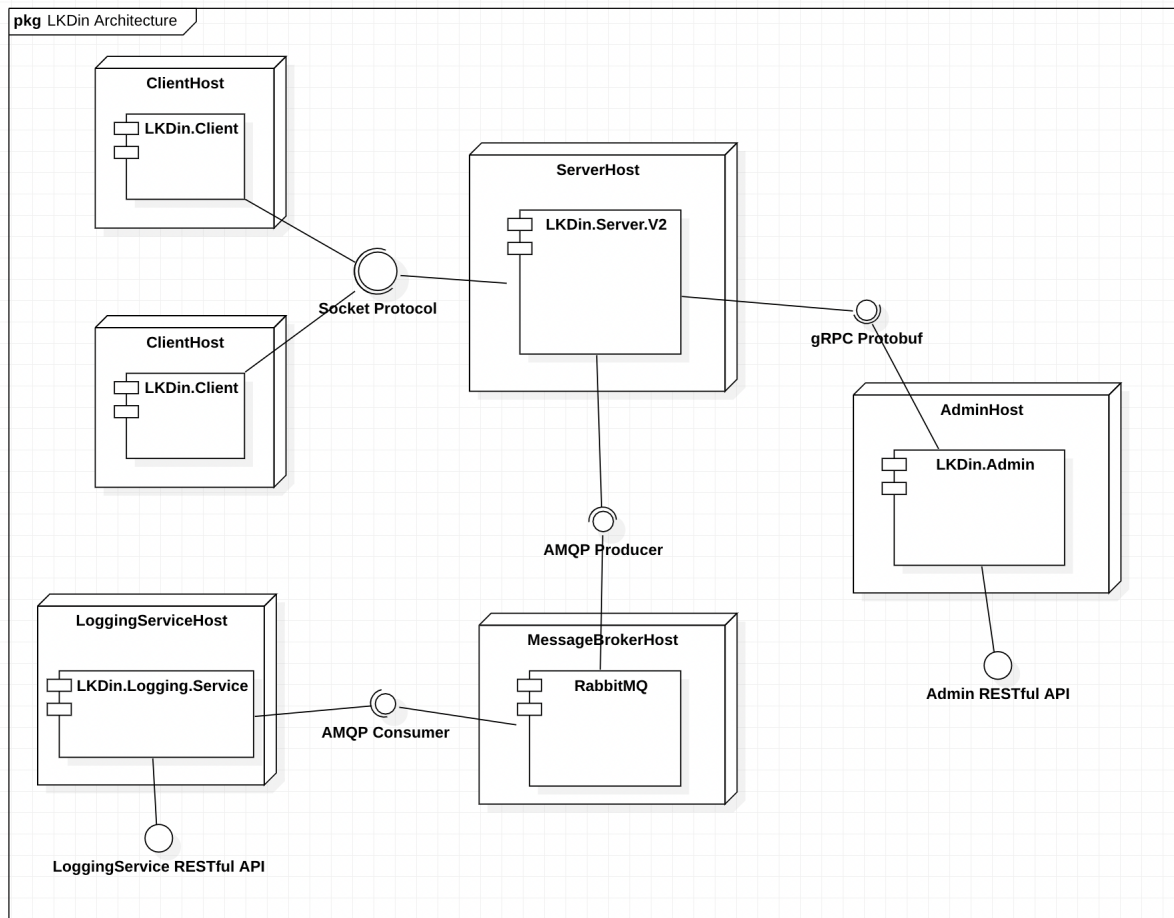 pkg LKDin Architecture
ClientHost
LKDin.Client
ServerHost
LKDin.Server.V2
Socket Protocol
gRPC Protobuf
ClientHost
LKDin.Client
AdminHost
LKDin.Admin
AMQP Producer
LoggingServiceHost
MessageBrokerHost
LKDin.Logging.Service
RabbitMQ
Admin RESTful API
AMQP Consumer
LoggingService RESTful API